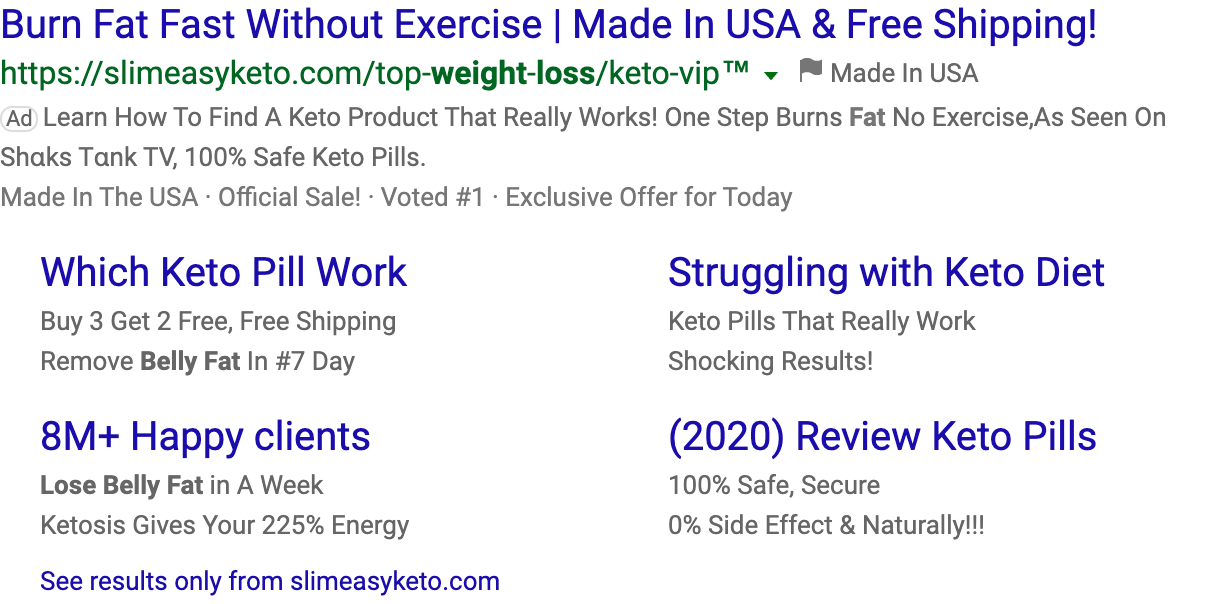 Burn Fat Fast Without Exercise | Made In USA & Free Shipping!
https://slimeasyketo.com/top-weight-loss/keto-vip™ Made In USA
Ad Learn How To Find A Keto Product That Really Works! One Step Burns Fat No Exercise,As Seen On
Shɑks Tɑnk TV, 100% Safe Keto Pills.
Made In The USA · Official Sale! · Voted #1 · Exclusive Offer for Today
Which Keto Pill Work
Buy 3 Get 2 Free, Free Shipping
Remove Belly Fat In #7 Day
Struggling with Keto Diet
Keto Pills That Really Work
Shocking Results!
8M+ Happy clients
Lose Belly Fat in A Week
Ketosis Gives Your 225% Energy
(2020) Review Keto Pills
100% Safe, Secure
0% Side Effect & Naturally!!!
See results only from slimeasyketo.com